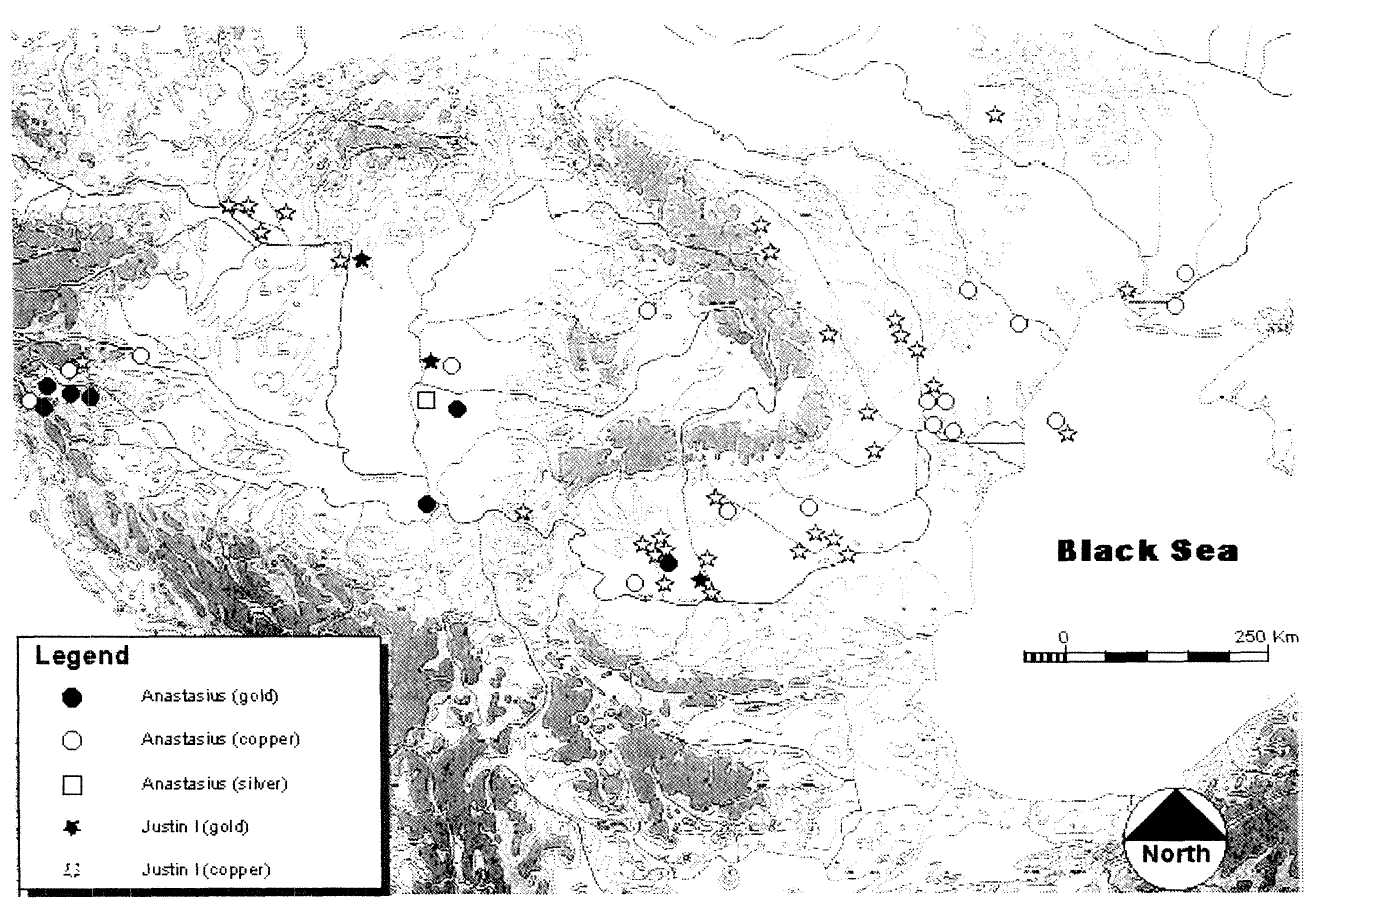 Black Sea
0 250 Km
Legend
Anastasius (gold)
Anastasius (copper)
Anastasius (silver)
Justin I (gold)
Justin I (copper)
North